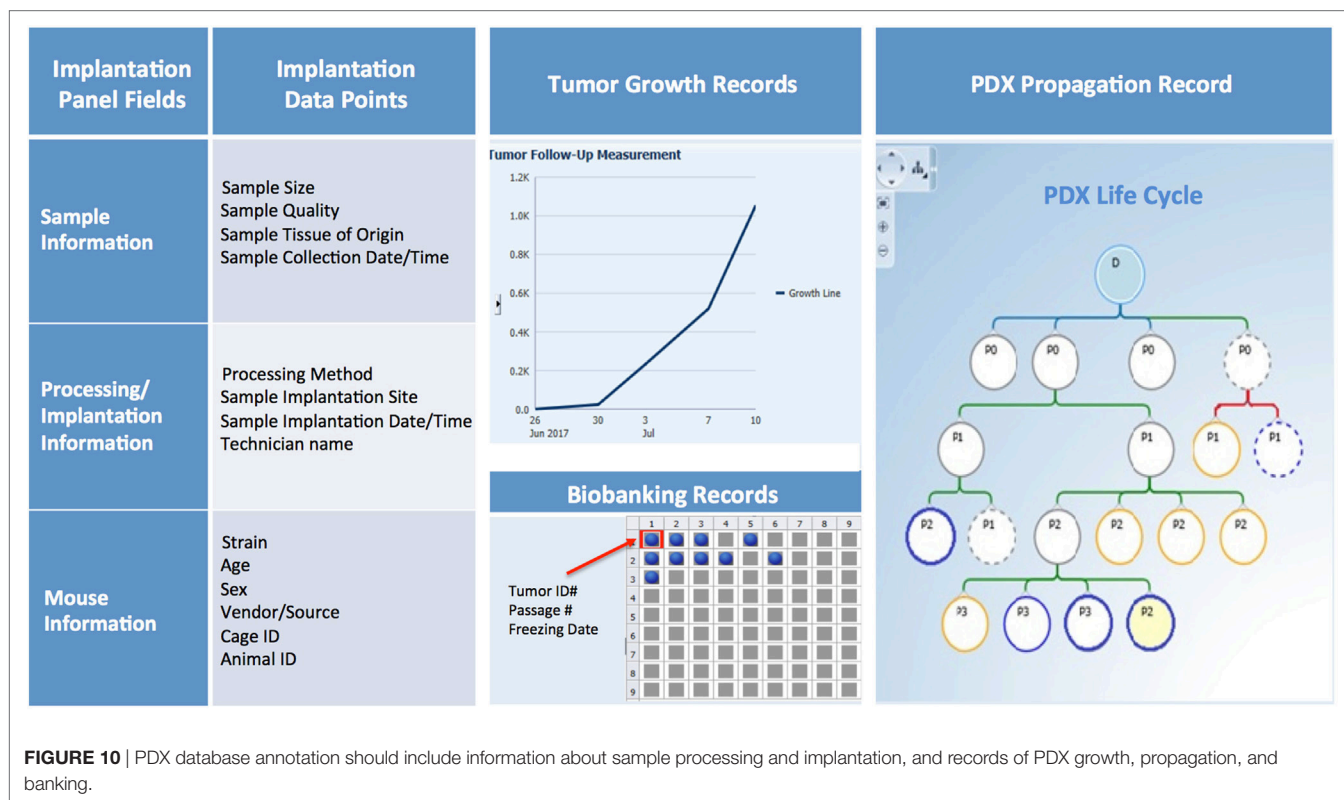 Implantation
Panel Fields
Implantation
Data Points
Tumor Growth Records
PDX Propagation Record
Sample
Information
Sample Size
Sample Quality
Sample Tissue of Origin
Sample Collection Date/Time
Processing/
Implantation
Information
Processing Method
Sample Implantation Site
Sample Implantation Date/Time
Technician name
Mouse
Information
Strain
Age
Sex
Vendor/Source
Cage ID
Animal ID
Tumor Follow-Up Measurement
1.2K
1.0K
0.8K
0.6K
0.4K
0.2K
0.0
26 30 3 7 10
Jun 2017 Jul
Growth Line
Biobanking Records
1 2 3 4 5 6 7 8 9
2
3
4
5
6
7
8
9
Tumor ID#
Passage #
Freezing Date
PDX Life Cycle
D
P0 P0 P0 P0
P1 P1 P1 P1
P2 P1 P2 P2 P2 P2
P3 P3 P3 P2
FIGURE 10 | PDX database annotation should include information about sample processing and implantation, and records of PDX growth, propagation, and
banking.